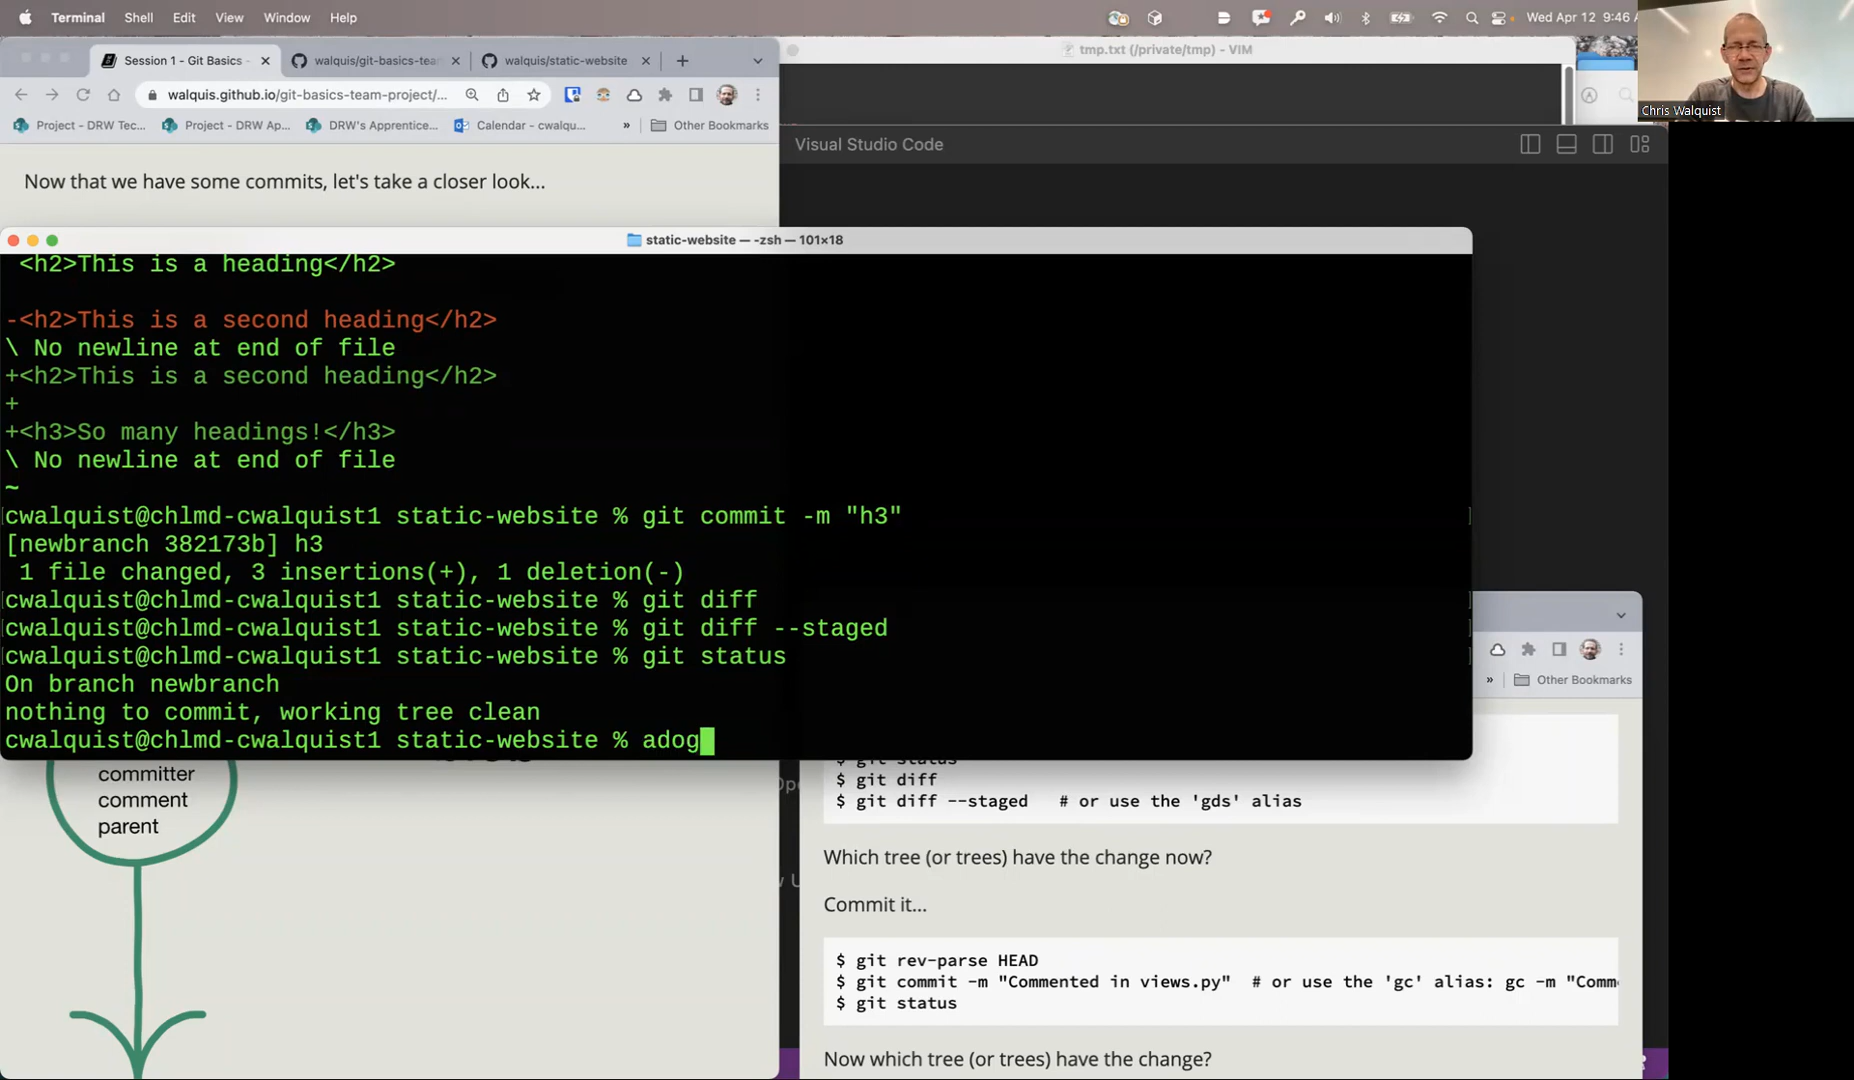 Terminal Shell Edit View Window Help Wed Apr 12 9:46
Session 1 - Git Basics - walquis/git-basics-tea walquis/static-website
tmp.txt (/private/tmp) - VIM
walquis.github.io/git-basics-team-project/...
Chris Walquist
Project - DRW Tec... Project - DRW Ap... DRW's Apprentice... Calendar - cwalqu... » Other Bookmarks
Visual Studio Code
Now that we have some commits, let's take a closer look...
static-website — -zsh — 101×18
<h2>This is a heading</h2>
-<h2>This is a second heading</h2>
\ No newline at end of file
+<h2>This is a second heading</h2>
+
+<h3>So many headings!</h3>
\ No newline at end of file
~
cwalquist@chlmd-cwalquist1 static-website % git commit -m "h3"
[newbranch 382173b] h3
1 file changed, 3 insertions(+), 1 deletion(-)
cwalquist@chlmd-cwalquist1 static-website % git diff
cwalquist@chlmd-cwalquist1 static-website % git diff --staged
cwalquist@chlmd-cwalquist1 static-website % git status
On branch newbranch
nothing to commit, working tree clean
cwalquist@chlmd-cwalquist1 static-website % adog
» Other Bookmarks
committer
comment
parent
$ git status
$ git diff
$ git diff --staged # or use the 'gds' alias
Which tree (or trees) have the change now?
Commit it...
$ git rev-parse HEAD
$ git commit -m "Commented in views.py" # or use the 'gc' alias: gc -m "Comm
$ git status
Now which tree (or trees) have the change?